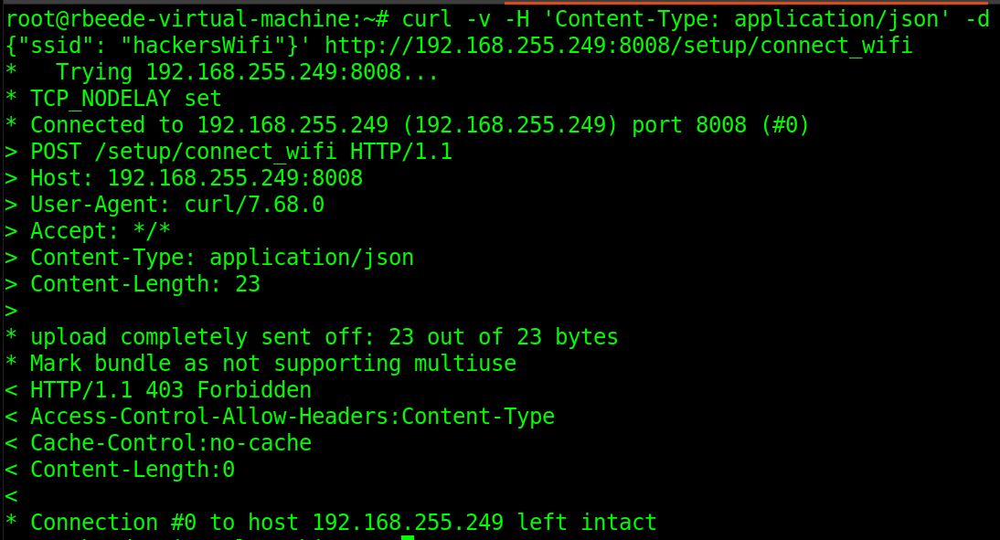 root@rbeede-virtual-machine:~# curl -v -H 'Content-Type: application/json' -d
{"ssid": "hackersWifi"}' http://192.168.255.249:8008/setup/connect_wifi
*   Trying 192.168.255.249:8008...
* TCP_NODELAY set
* Connected to 192.168.255.249 (192.168.255.249) port 8008 (#0)
> POST /setup/connect_wifi HTTP/1.1
> Host: 192.168.255.249:8008
> User-Agent: curl/7.68.0
> Accept: */*
> Content-Type: application/json
> Content-Length: 23
>
* upload completely sent off: 23 out of 23 bytes
* Mark bundle as not supporting multiuse
< HTTP/1.1 403 Forbidden
< Access-Control-Allow-Headers:Content-Type
< Cache-Control:no-cache
< Content-Length:0
<
* Connection #0 to host 192.168.255.249 left intact